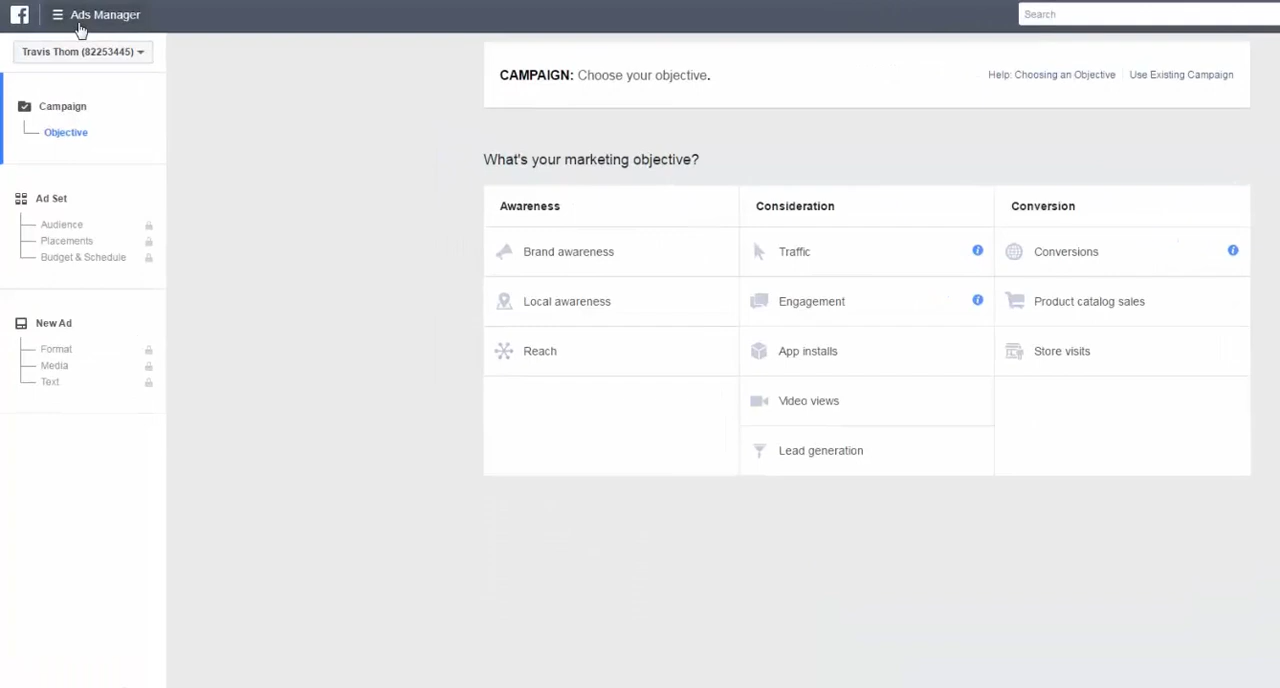 Ads Manager
Search
Travis Thom (82253445)
Campaign
Objective
Ad Set
Audience
Placements
Budget & Schedule
New Ad
Format
Media
Text
CAMPAIGN: Choose your objective.
Help: Choosing an Objective
Use Existing Campaign
What's your marketing objective?
Awareness
Consideration
Conversion
Brand awareness
Traffic
Conversions
Local awareness
Engagement
Product catalog sales
Reach
App installs
Store visits
Video views
Lead generation